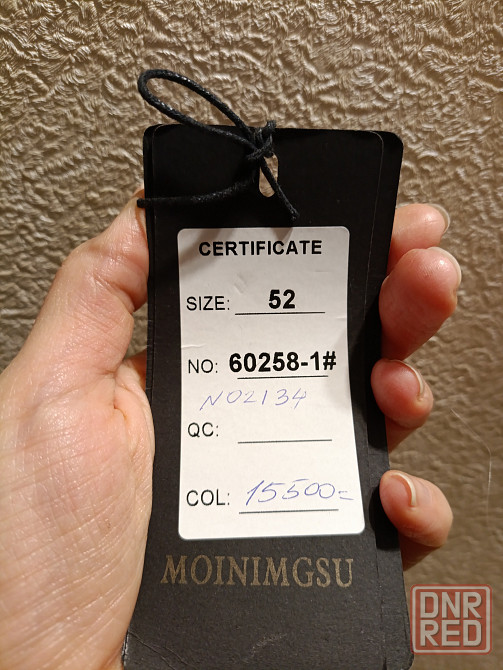 CERTIFICATE
SIZE: 52
NO: 60258-1#
N02134
QC:
COL: 15500=
MOINIMGSU
DNR
RED